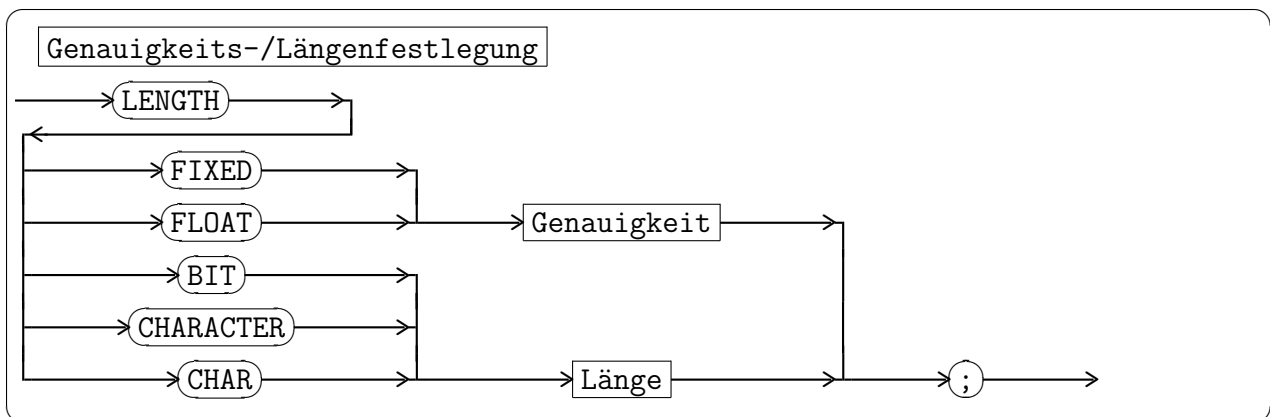 Genauigkeits-/Längenfestlegung
LENGTH
FIXED
FLOAT
Genauigkeit
BIT
CHARACTER
CHAR
Länge
;